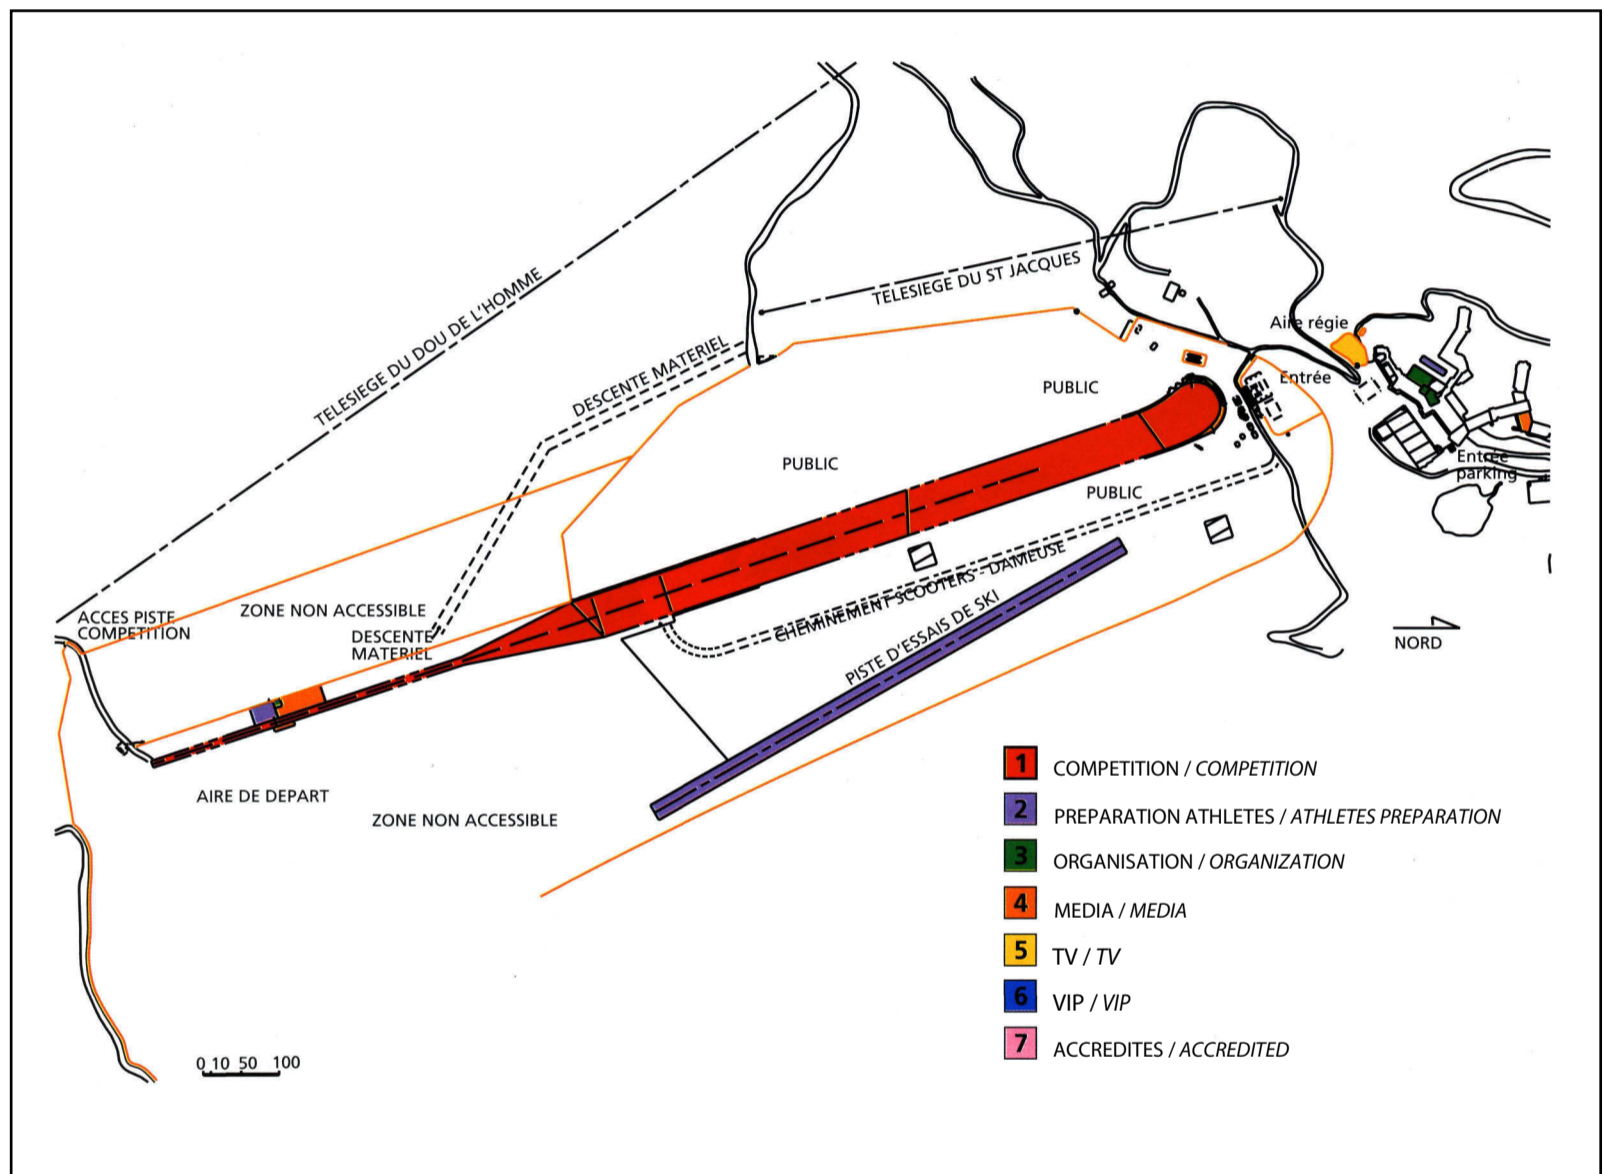 TELESIEGE DU DOU DE L'HOMME
TELESIEGE DU ST JACQUES
DESCENTE MATERIEL
Aire régie
Entrée
PUBLIC
PUBLIC
PUBLIC
Entrée
parking
CHEMINEMENT SCOOTERS - DAMEUSE
PISTE D'ESSAIS DE SKI
ACCES PISTE
COMPETITION
ZONE NON ACCESSIBLE
DESCENTE
MATERIEL
NORD
AIRE DE DEPART
ZONE NON ACCESSIBLE
1 COMPETITION / COMPETITION
2 PREPARATION ATHLETES / ATHLETES PREPARATION
3 ORGANISATION / ORGANIZATION
4 MEDIA / MEDIA
5 TV / TV
6 VIP / VIP
7 ACCREDITES / ACCREDITED
0 10 50 100